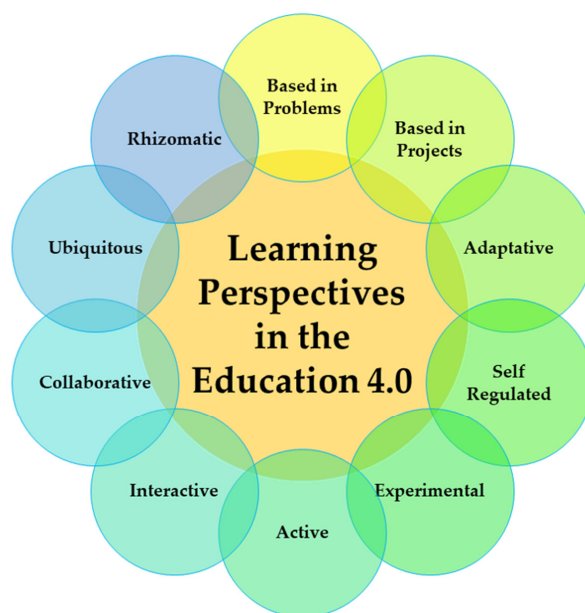 Learning
Perspectives
in the
Education 4.0
Based in
Problems
Based in
Projects
Adaptative
Self
Regulated
Experimental
Active
Interactive
Collaborative
Ubiquitous
Rhizomatic